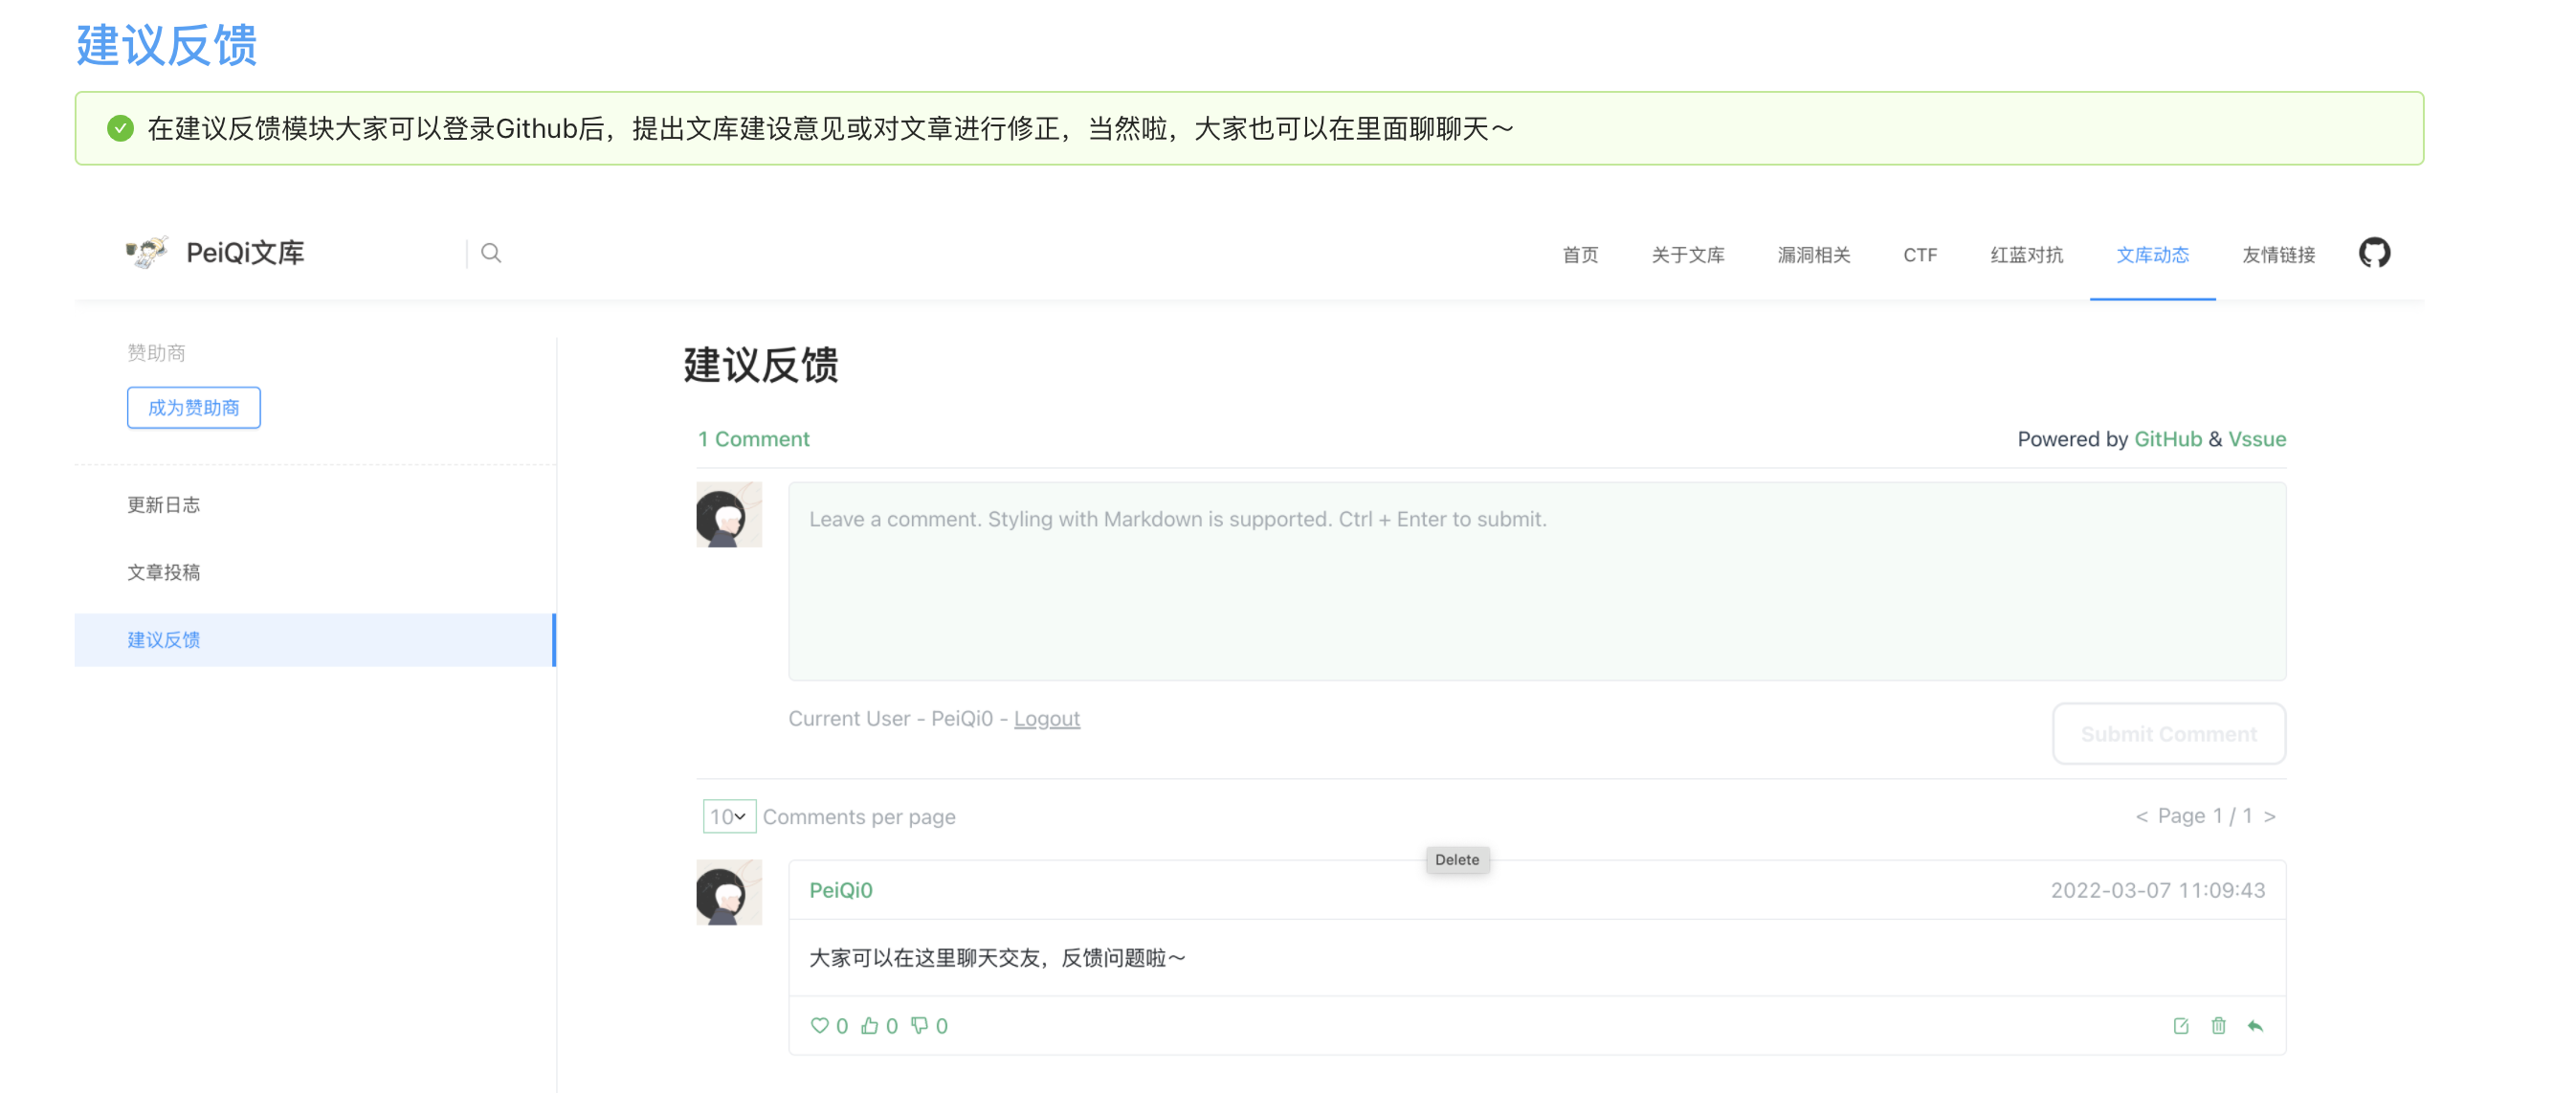 建议反馈
在建议反馈模块大家可以登录Github后，提出文库建设意见或对文章进行修正，当然啦，大家也可以在里面聊聊天～
PeiQi文库
首页 关于文库 漏洞相关 CTF 红蓝对抗 文库动态 友情链接
赞助商
成为赞助商
更新日志
文章投稿
建议反馈
建议反馈
1 Comment
Powered by GitHub & Vssue
Leave a comment. Styling with Markdown is supported. Ctrl + Enter to submit.
Current User - PeiQi0 - Logout
Submit Comment
10 Comments per page
< Page 1 / 1 >
Delete
PeiQi0
2022-03-07 11:09:43
大家可以在这里聊天交友，反馈问题啦～
0 0 0